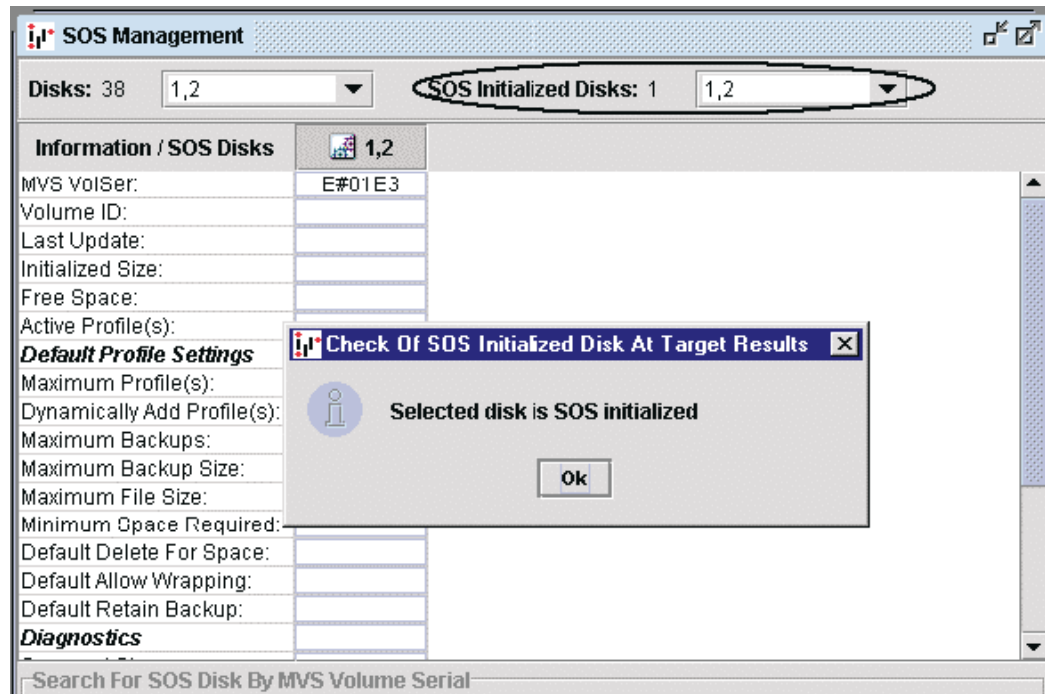 SOS Management
Disks: 38 1,2 SOS Initialized Disks: 1 1,2
Information / SOS Disks 1,2
MVS VolSer: E#01E3
Volume ID:
Last Update:
Initialized Size:
Free Space:
Active Profile(s):
Default Profile Settings
Maximum Profile(s):
Dynamically Add Profile(s):
Maximum Backups:
Maximum Backup Size:
Maximum File Size:
Minimum Space Required:
Default Delete For Space:
Default Allow Wrapping:
Default Retain Backup:
Diagnostics
Check Of SOS Initialized Disk At Target Results
Selected disk is SOS initialized
Ok
Search For SOS Disk By MVS Volume Serial